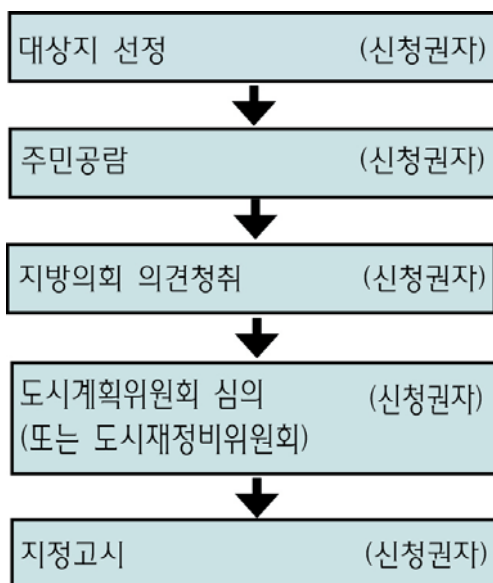 대상지 선정 (신청권자)
주민공람 (신청권자)
지방의회 의견청취 (신청권자)
도시계획위원회 심의 (신청권자)
(또는 도시재정비위원회)
지정고시 (신청권자)